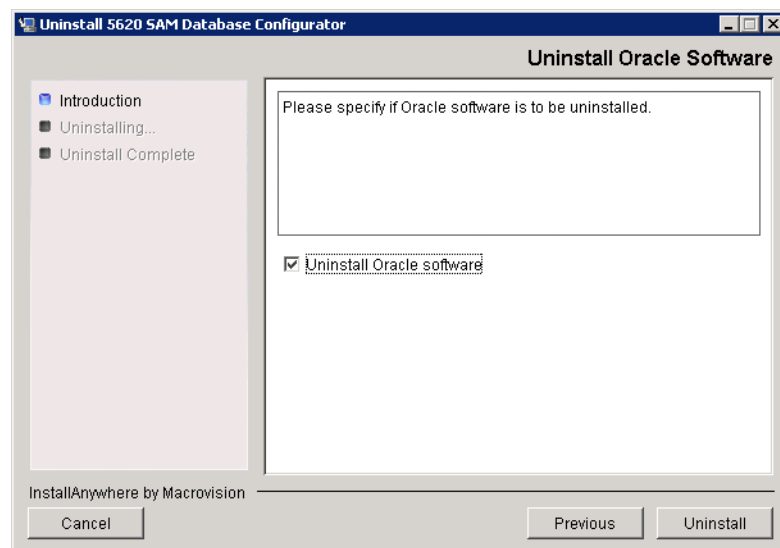 Uninstall 5620 SAM Database Configurator
Uninstall Oracle Software
Introduction
Uninstalling...
Uninstall Complete
Please specify if Oracle software is to be uninstalled.
Uninstall Oracle software
InstallAnywhere by Macrovision
Cancel
Previous
Uninstall